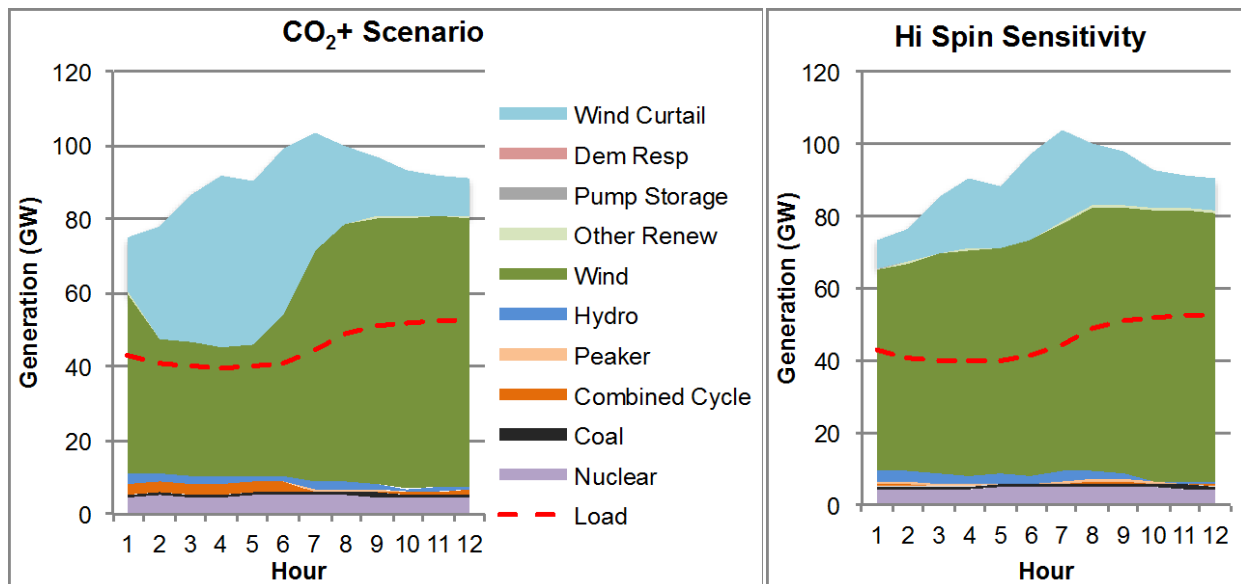 CO₂+ Scenario
Generation (GW)
120
100
80
60
40
20
0
1 2 3 4 5 6 7 8 9 10 11 12
Hour
Wind Curtail
Dem Resp
Pump Storage
Other Renew
Wind
Hydro
Peaker
Combined Cycle
Coal
Nuclear
Load
Hi Spin Sensitivity
Generation (GW)
120
100
80
60
40
20
0
1 2 3 4 5 6 7 8 9 10 11 12
Hour